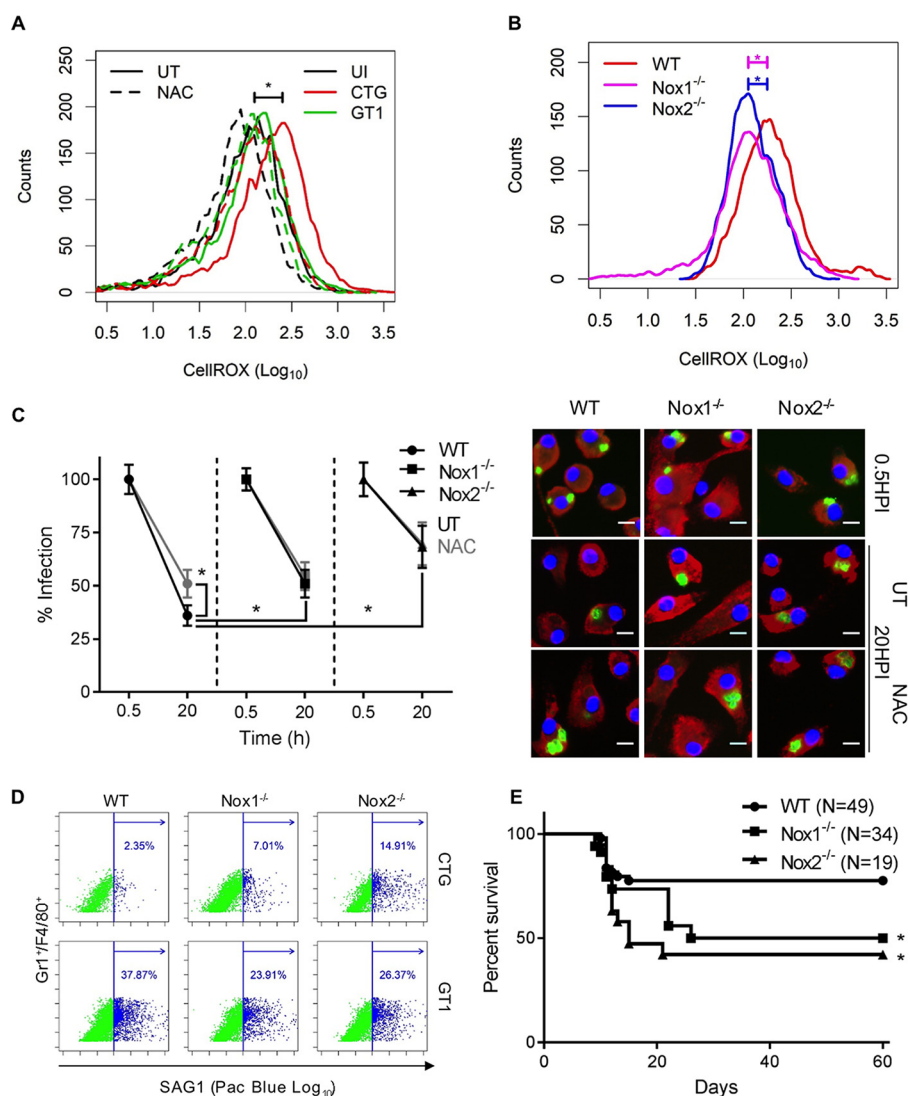 A
250
200
150
100
50
0
Counts
UT
NAC
UI
CTG
GT1
*
0.5 1.0 1.5 2.0 2.5 3.0 3.5
CellROX (Log10)
B
200
150
100
50
0
Counts
WT
Nox1-/-
Nox2-/-
*
*
0.5 1.0 1.5 2.0 2.5 3.0 3.5
CellROX (Log10)
C
% Infection
100
75
50
25
0
WT
Nox1-/-
Nox2-/-
UT
NAC
* * *
0.5 20 0.5 20 0.5 20
Time (h)
WT Nox1-/- Nox2-/-
0.5HPI
UT
20HPI
NAC
D
WT Nox1-/- Nox2-/-
2.35% 7.01% 14.91%
CTG
Gr1+/F4/80+
37.87% 23.91% 26.37%
GT1
SAG1 (Pac Blue Log10)
E
WT (N=49)
Nox1-/- (N=34)
Nox2-/- (N=19)
Percent survival
100
50
0
*
*
0 20 40 60
Days